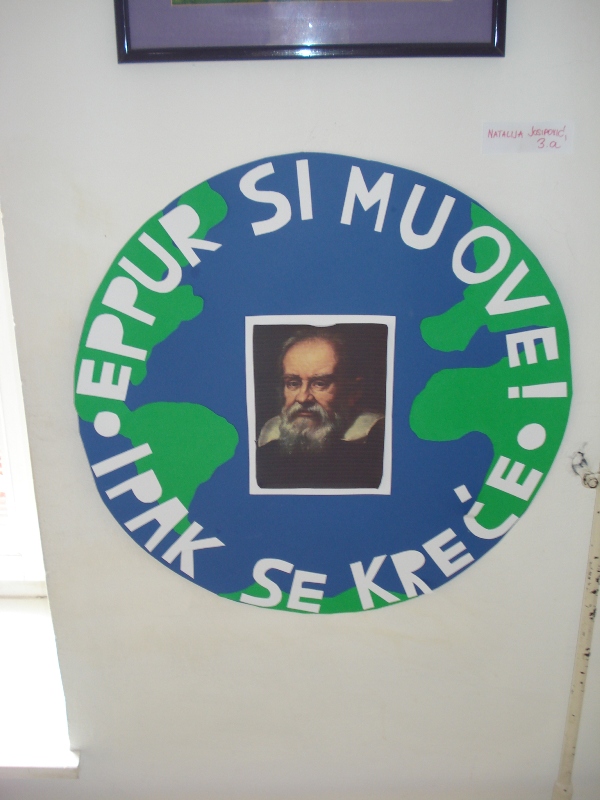 NATALIJA JOSIPOVIĆ,
3.a
EPPUR SI MUOVE!
IPAK SE KREĆE